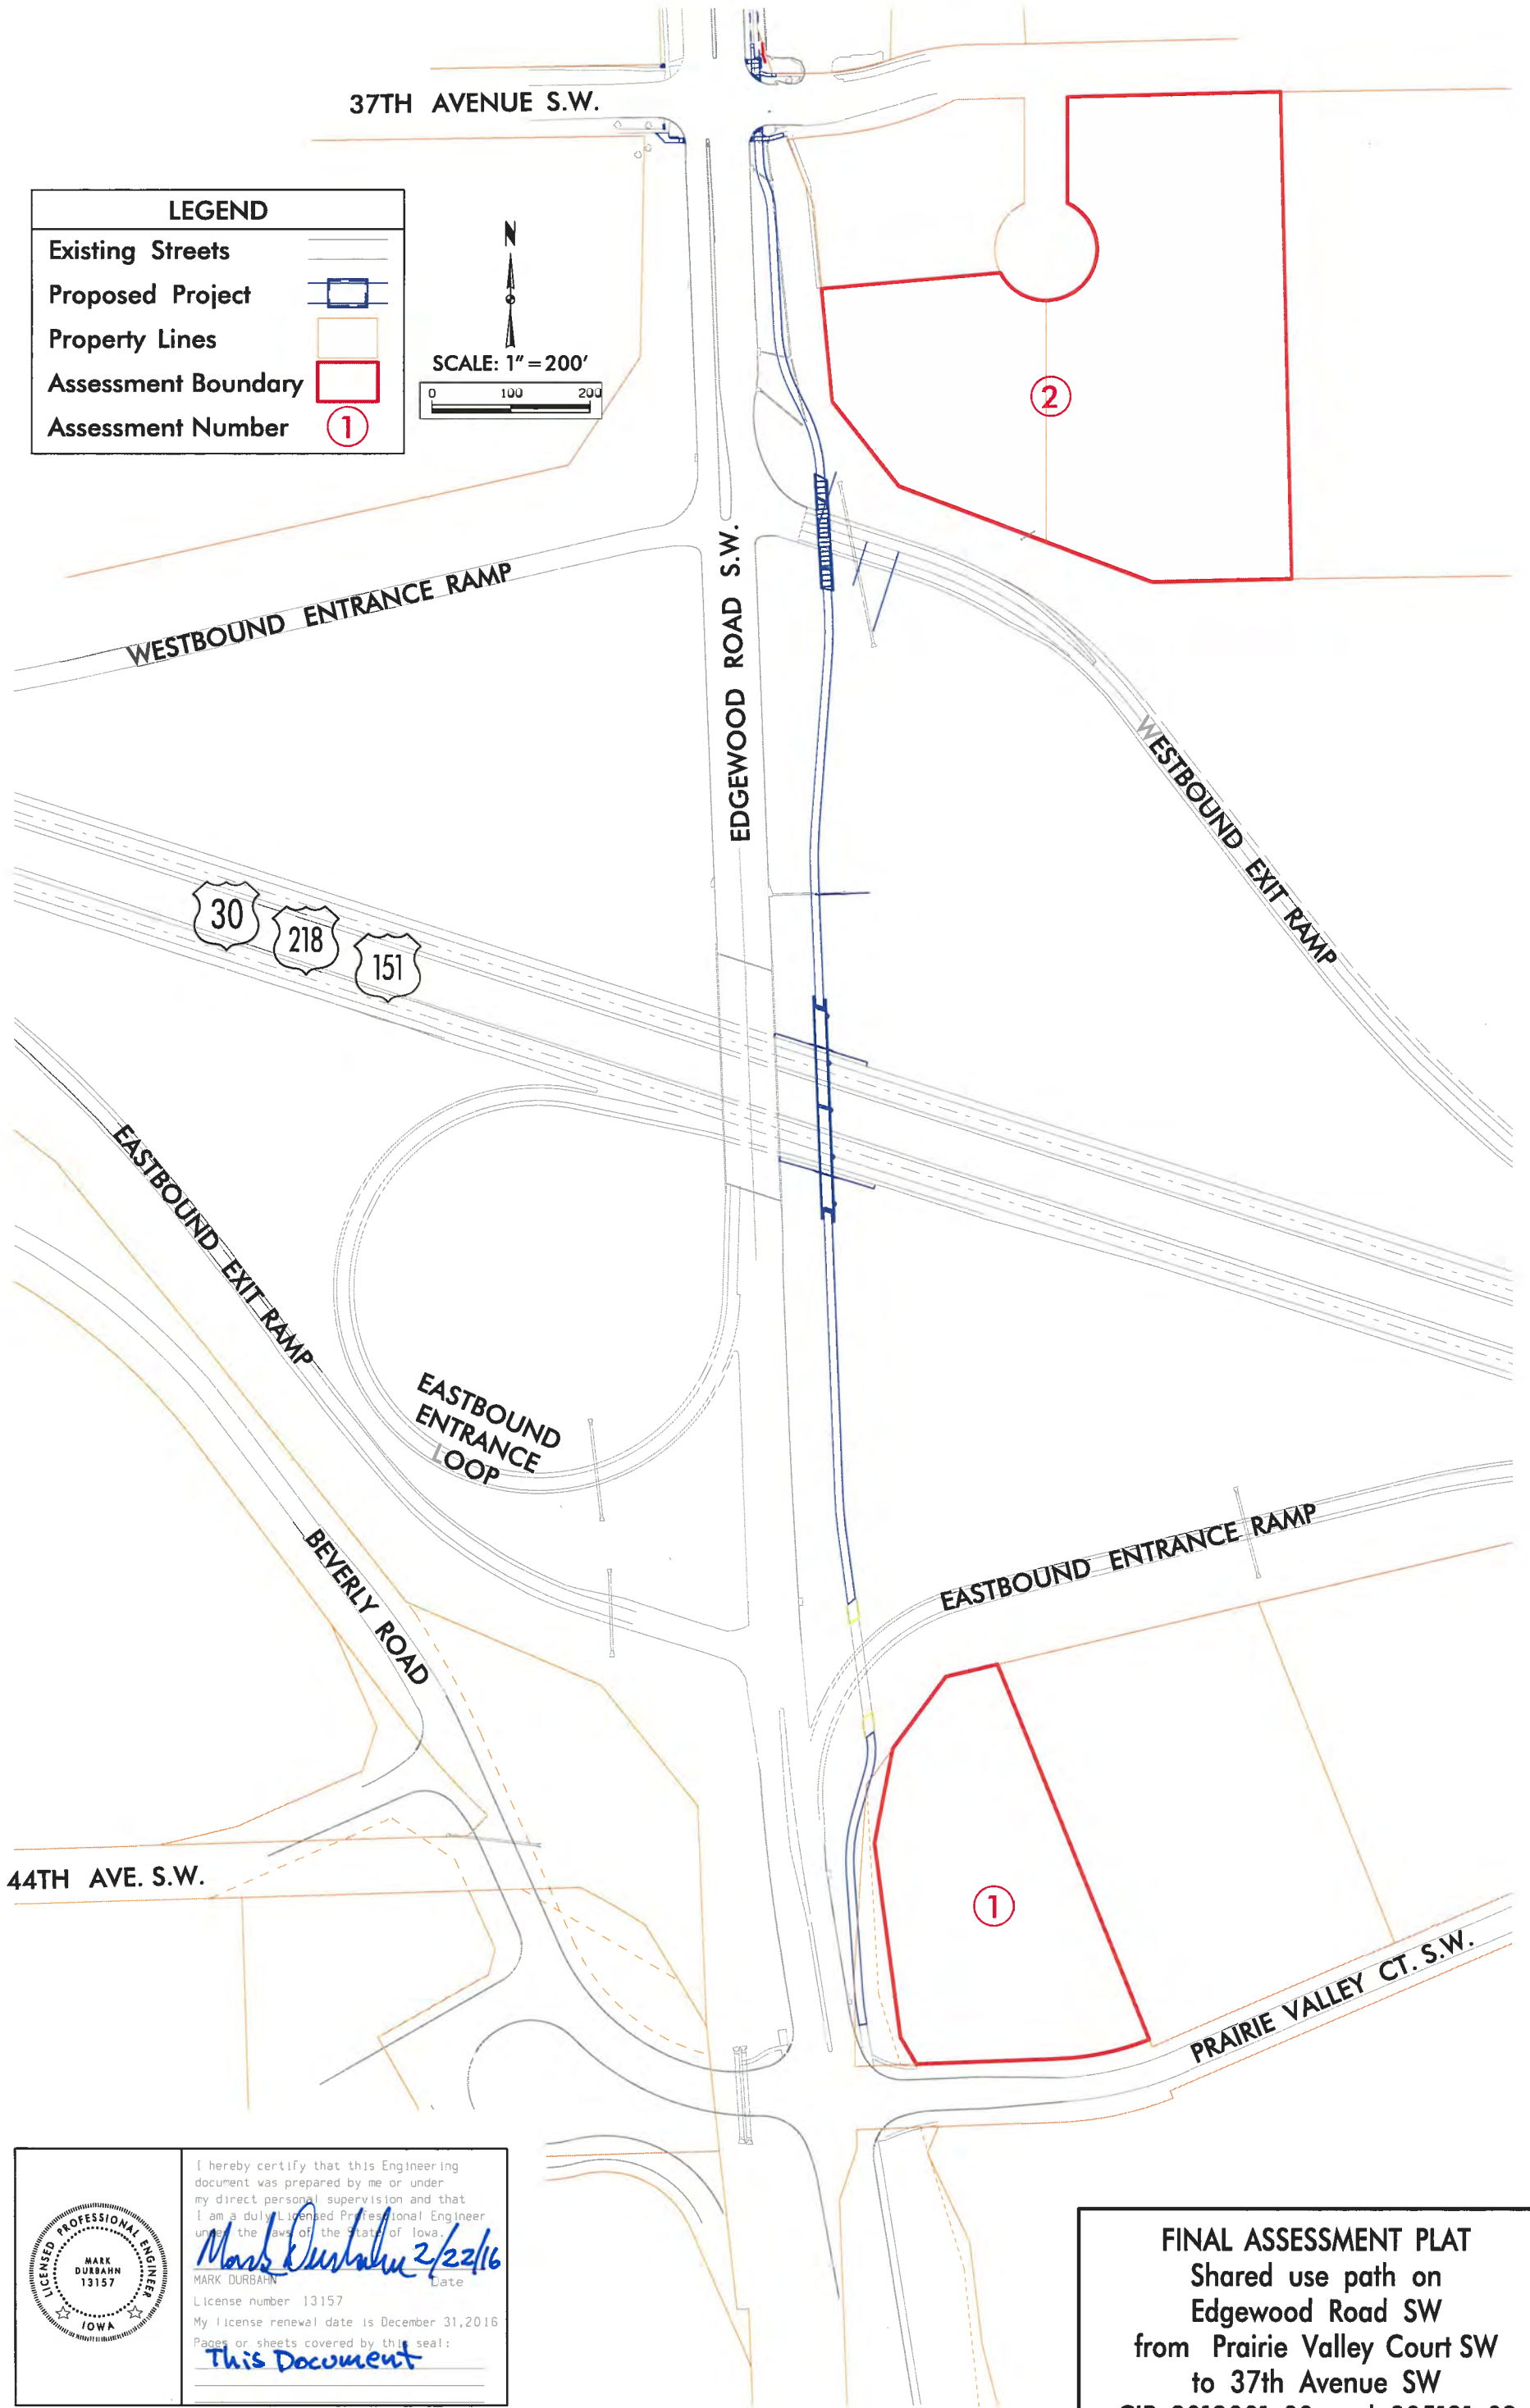 37TH AVENUE S.W.
LEGEND
Existing Streets
Proposed Project
Property Lines
Assessment Boundary
Assessment Number 1
N
SCALE: 1" = 200'
0 100 200
2
WESTBOUND ENTRANCE RAMP
EDGEWOOD ROAD S.W.
WESTBOUND EXIT RAMP
30
218
151
EASTBOUND EXIT RAMP
EASTBOUND
ENTRANCE
LOOP
EASTBOUND ENTRANCE RAMP
BEVERLY ROAD
44TH AVE. S.W.
1
PRAIRIE VALLEY CT. S.W.
LICENSED PROFESSIONAL ENGINEER
MARK
DURBAHN
13157
IOWA
I hereby certify that this Engineering
document was prepared by me or under
my direct personal supervision and that
I am a duly Licensed Professional Engineer
under the laws of the State of Iowa.
Mark Durbahn 2/22/16
MARK DURBAHN Date
License number 13157
My license renewal date is December 31,2016
Pages or sheets covered by this seal:
This Document
FINAL ASSESSMENT PLAT
Shared use path on
Edgewood Road SW
from Prairie Valley Court SW
to 37th Avenue SW